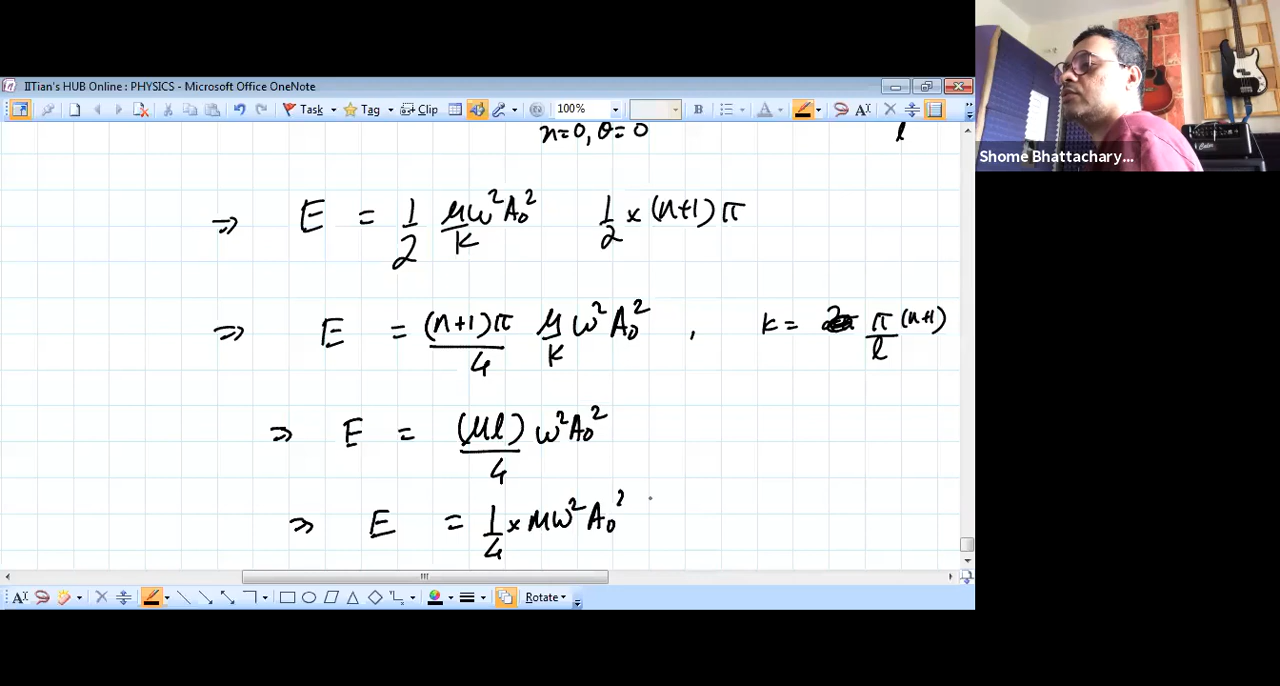 IITian's HUB Online : PHYSICS - Microsoft Office OneNote
Task Tag Clip 100% B A
Shome Bhattachary...
n=0, θ=0 l
⇒ E = 1/2 μω²A₀²/K 1/2 × (n+1)π
⇒ E = (n+1)π/4 μ/K ω²A₀² , K = π/l (n+1)
⇒ E = (μl)/4 ω²A₀²
⇒ E = 1/4 × Mω²A₀²
Rotate